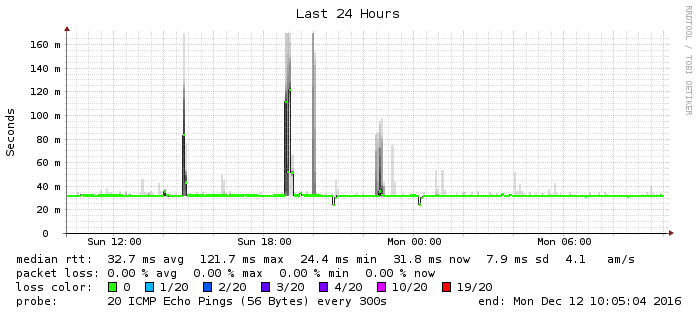 Last 24 Hours
RRDTOOL / TOBI OETIKER
Seconds
160 m
140 m
120 m
100 m
80 m
60 m
40 m
20 m
0
Sun 12:00 Sun 18:00 Mon 00:00 Mon 06:00
median rtt: 32.7 ms avg 121.7 ms max 24.4 ms min 31.8 ms now 7.9 ms sd 4.1 am/s
packet loss: 0.00 % avg 0.00 % max 0.00 % min 0.00 % now
loss color: 0 1/20 2/20 3/20 4/20 10/20 19/20
probe: 20 ICMP Echo Pings (56 Bytes) every 300s end: Mon Dec 12 10:05:04 2016